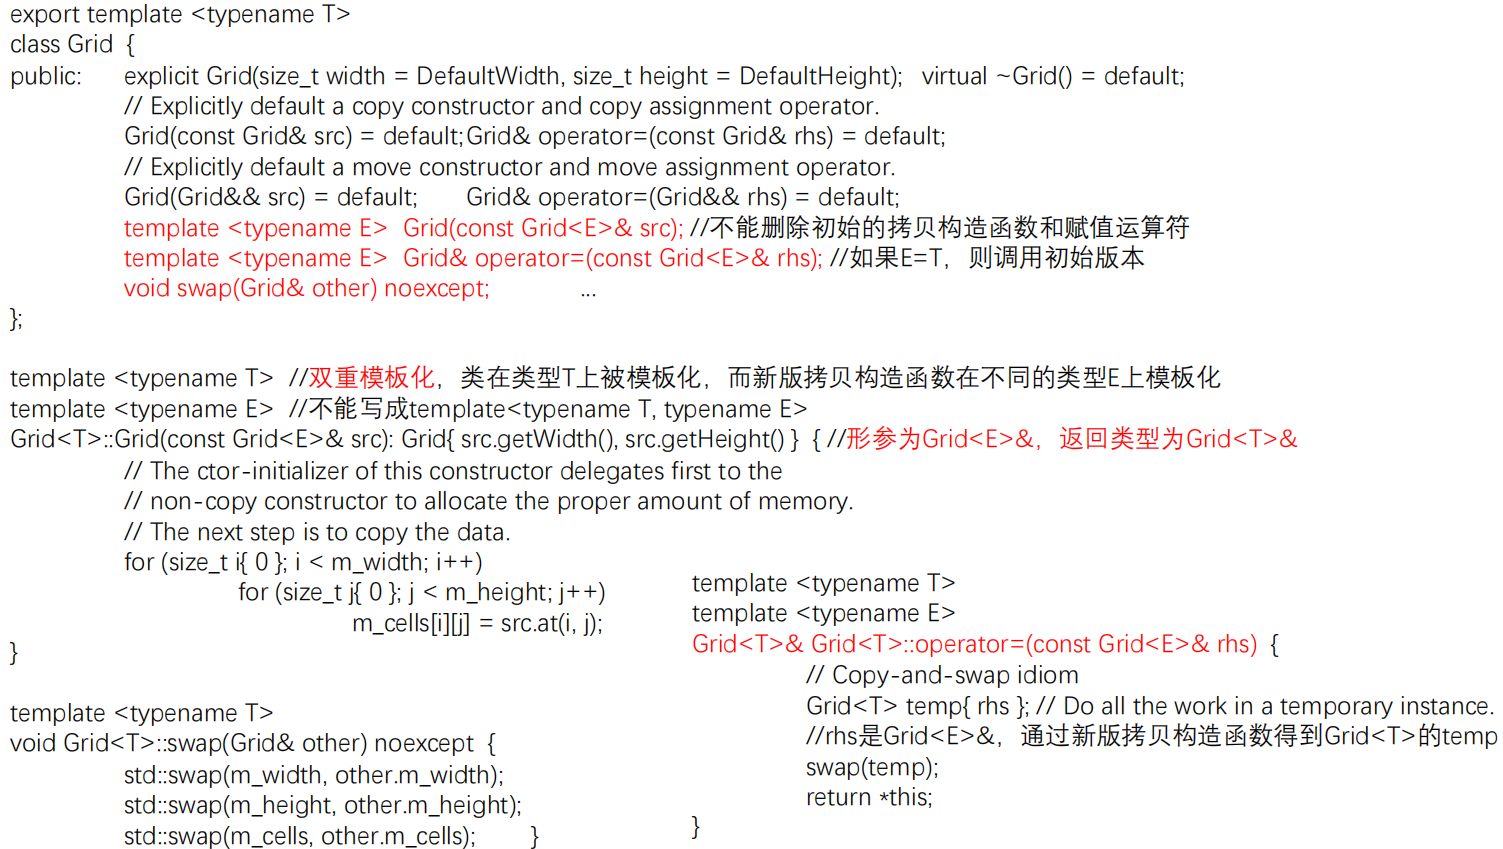 export template <typename T>
class Grid {
public: explicit Grid(size_t width = DefaultWidth, size_t height = DefaultHeight); virtual ~Grid() = default;
// Explicitly default a copy constructor and copy assignment operator.
Grid(const Grid& src) = default;Grid& operator=(const Grid& rhs) = default;
// Explicitly default a move constructor and move assignment operator.
Grid(Grid&& src) = default; Grid& operator=(Grid&& rhs) = default;
template <typename E> Grid(const Grid<E>& src); //不能删除初始的拷贝构造函数和赋值运算符
template <typename E> Grid& operator=(const Grid<E>& rhs); //如果E=T，则调用初始版本
void swap(Grid& other) noexcept; ...
};
template <typename T> //双重模板化，类在类型T上被模板化，而新版拷贝构造函数在不同的类型E上模板化
template <typename E> //不能写成template<typename T, typename E>
Grid<T>::Grid(const Grid<E>& src): Grid{ src.getWidth(), src.getHeight() } { //形参为Grid<E>&，返回类型为Grid<T>&
// The ctor-initializer of this constructor delegates first to the
// non-copy constructor to allocate the proper amount of memory.
// The next step is to copy the data.
for (size_t i{ 0 }; i < m_width; i++)
for (size_t j{ 0 }; j < m_height; j++)
m_cells[i][j] = src.at(i, j);
}
template <typename T>
void Grid<T>::swap(Grid& other) noexcept {
std::swap(m_width, other.m_width);
std::swap(m_height, other.m_height);
std::swap(m_cells, other.m_cells); }
template <typename T>
template <typename E>
Grid<T>& Grid<T>::operator=(const Grid<E>& rhs) {
// Copy-and-swap idiom
Grid<T> temp{ rhs }; // Do all the work in a temporary instance.
//rhs是Grid<E>&，通过新版拷贝构造函数得到Grid<T>的temp
swap(temp);
return *this;
}